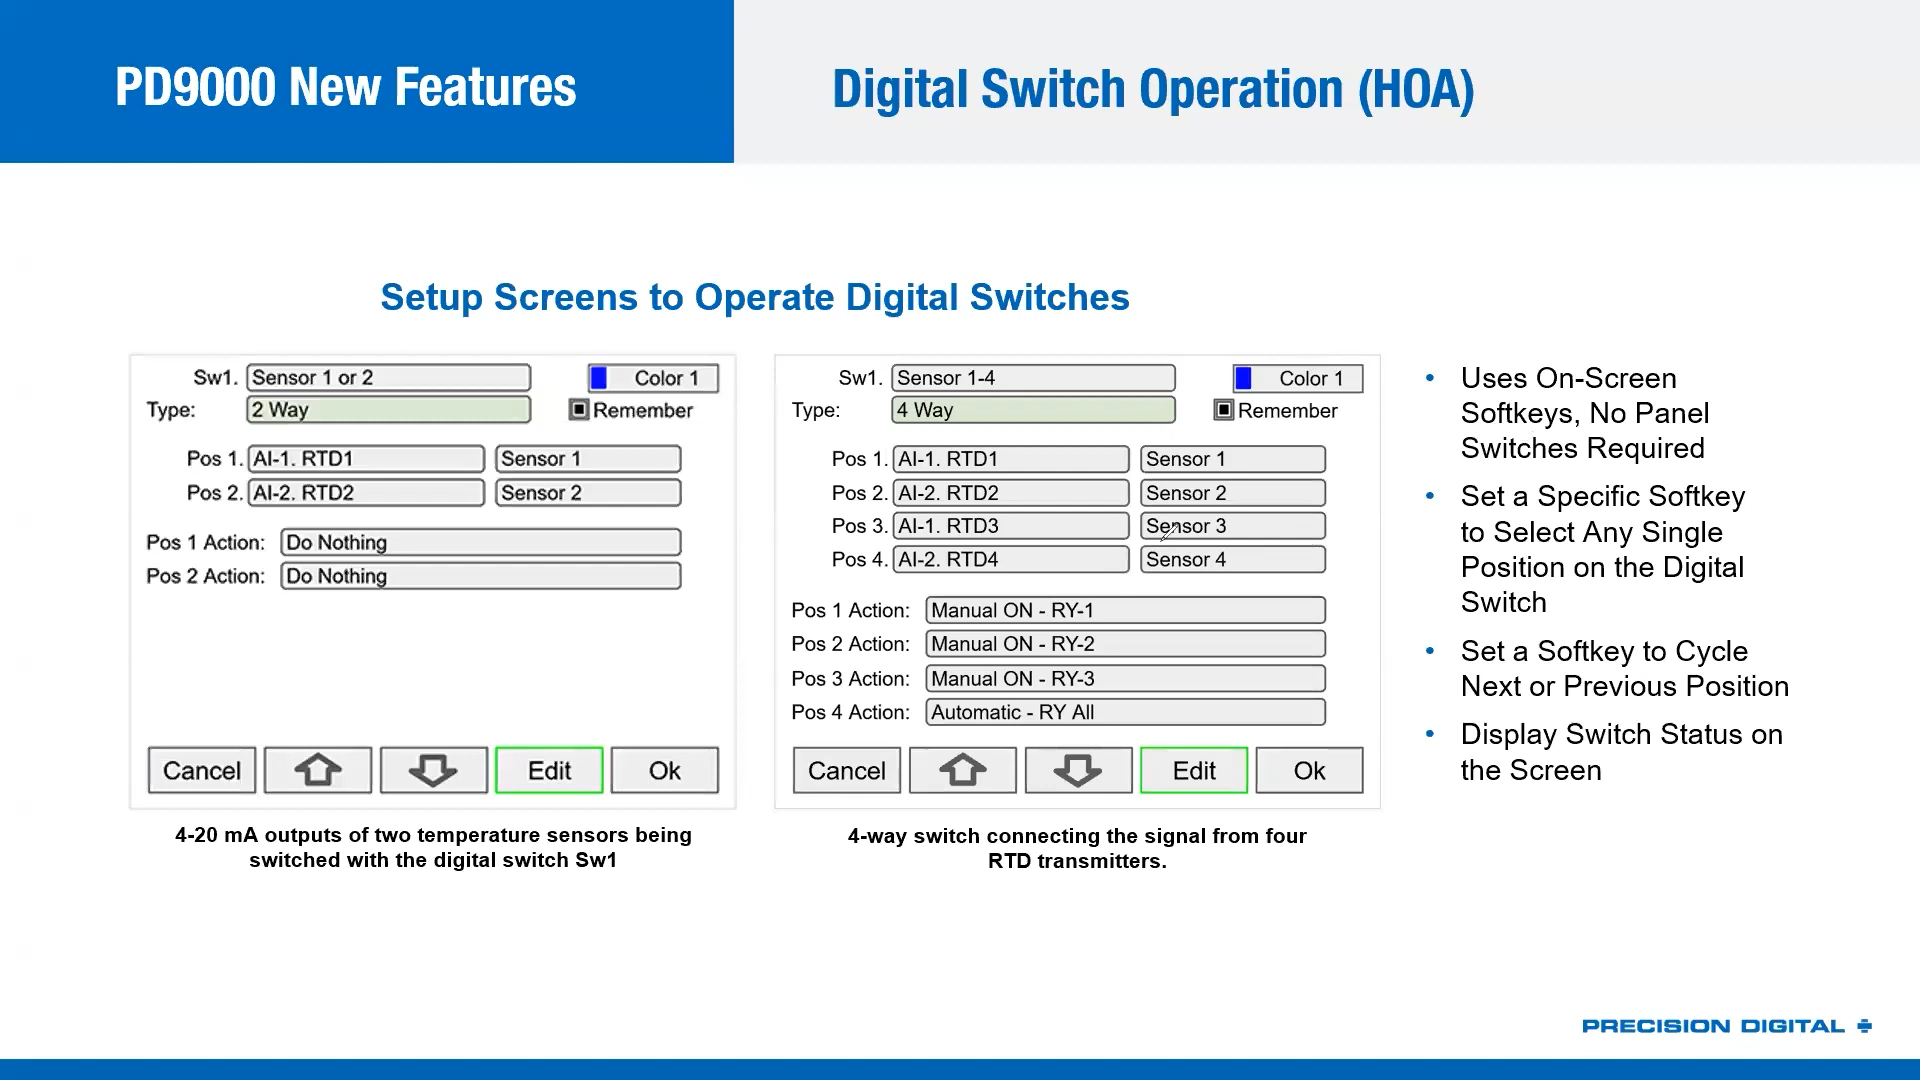 PD9000 New Features
Digital Switch Operation (HOA)
Setup Screens to Operate Digital Switches
Sw1. Sensor 1 or 2 Color 1
Type: 2 Way Remember
Pos 1. AI-1. RTD1 Sensor 1
Pos 2. AI-2. RTD2 Sensor 2
Pos 1 Action: Do Nothing
Pos 2 Action: Do Nothing
Cancel Edit Ok
4-20 mA outputs of two temperature sensors being
switched with the digital switch Sw1
Sw1. Sensor 1-4 Color 1
Type: 4 Way Remember
Pos 1. AI-1. RTD1 Sensor 1
Pos 2. AI-2. RTD2 Sensor 2
Pos 3. AI-1. RTD3 Sensor 3
Pos 4. AI-2. RTD4 Sensor 4
Pos 1 Action: Manual ON - RY-1
Pos 2 Action: Manual ON - RY-2
Pos 3 Action: Manual ON - RY-3
Pos 4 Action: Automatic - RY All
Cancel Edit Ok
4-way switch connecting the signal from four
RTD transmitters.
• Uses On-Screen
Softkeys, No Panel
Switches Required
• Set a Specific Softkey
to Select Any Single
Position on the Digital
Switch
• Set a Softkey to Cycle
Next or Previous Position
• Display Switch Status on
the Screen
PRECISION DIGITAL